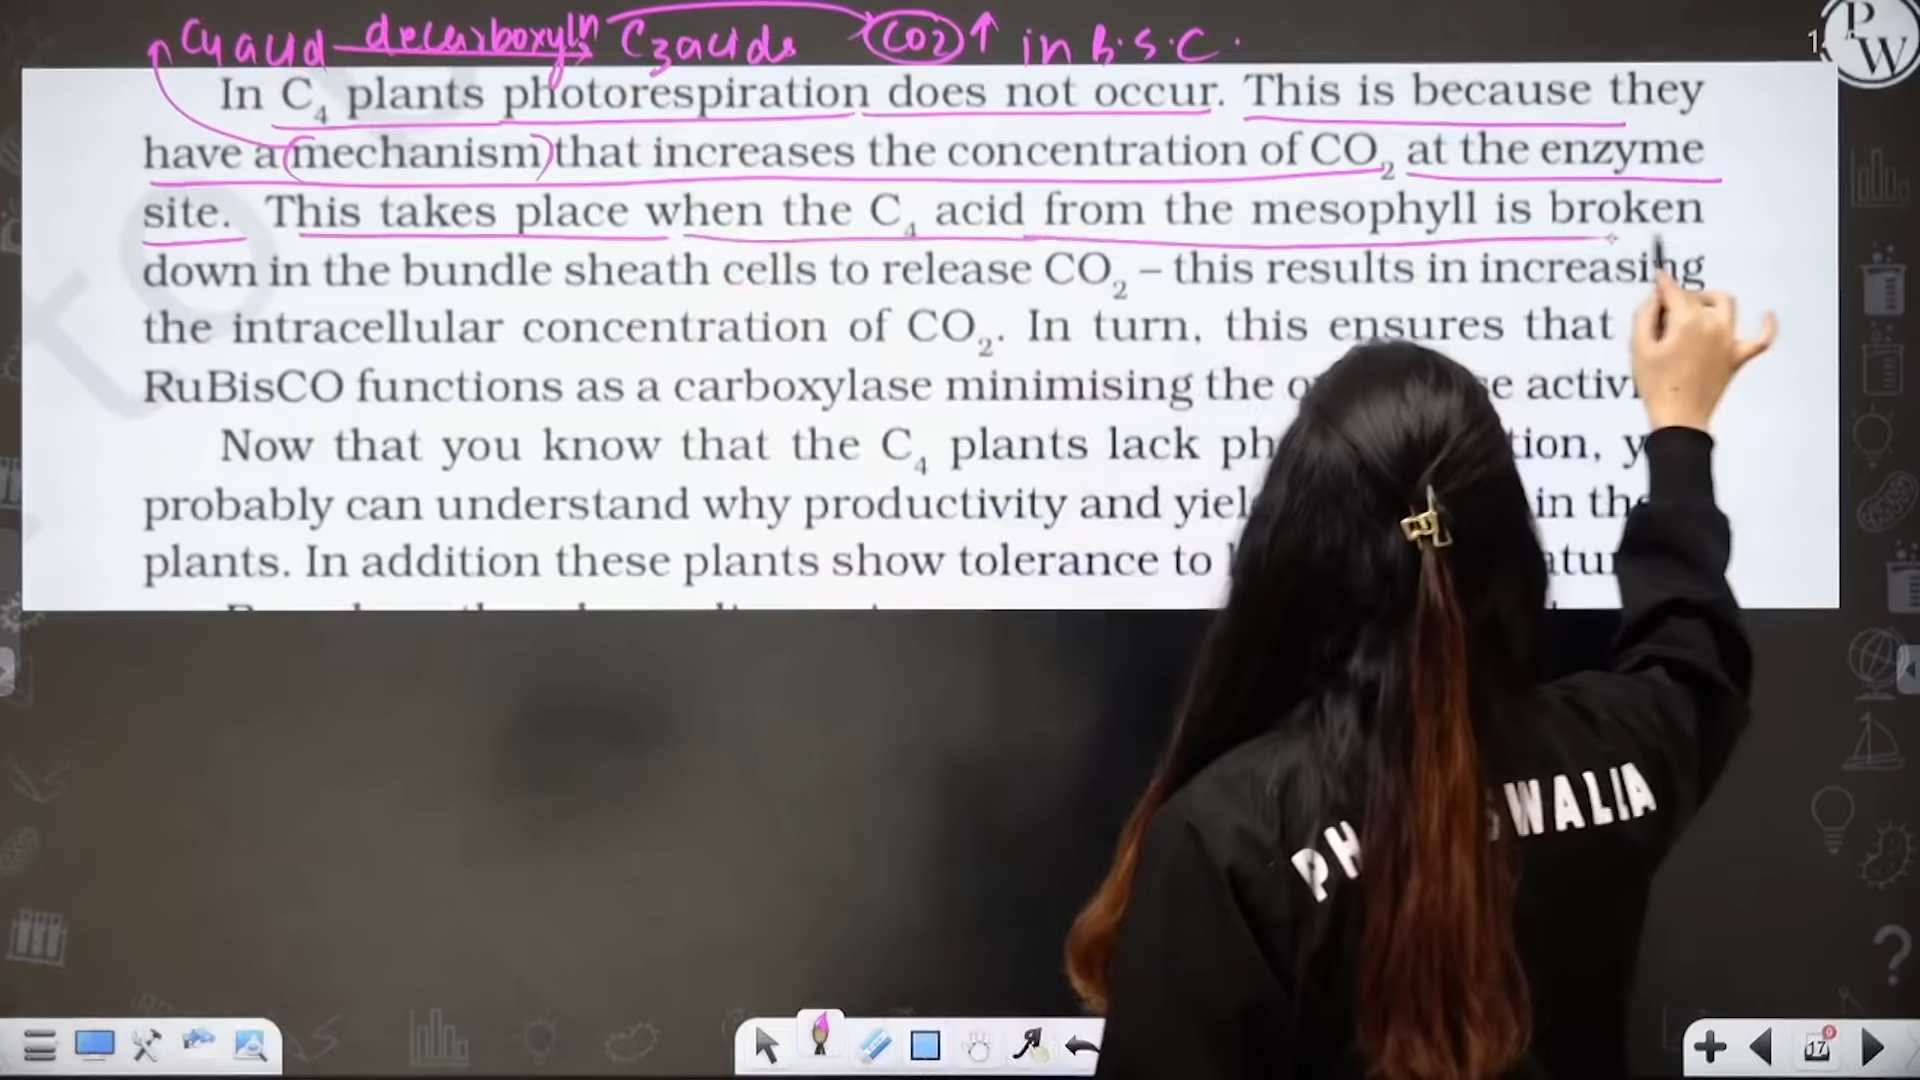 C4 acid decarboxyln C3 acids CO2 ↑ in B.S.C.
PW
In C4 plants photorespiration does not occur. This is because they
have a mechanism that increases the concentration of CO2 at the enzyme
site. This takes place when the C4 acid from the mesophyll is broken
down in the bundle sheath cells to release CO2 – this results in increasing
the intracellular concentration of CO2. In turn, this ensures that
RuBisCO functions as a carboxylase minimising the
Now that you know that the C4 plants lack
probably can understand why productivity and in
plants. In addition these plants show tolerance to
WALLA
17